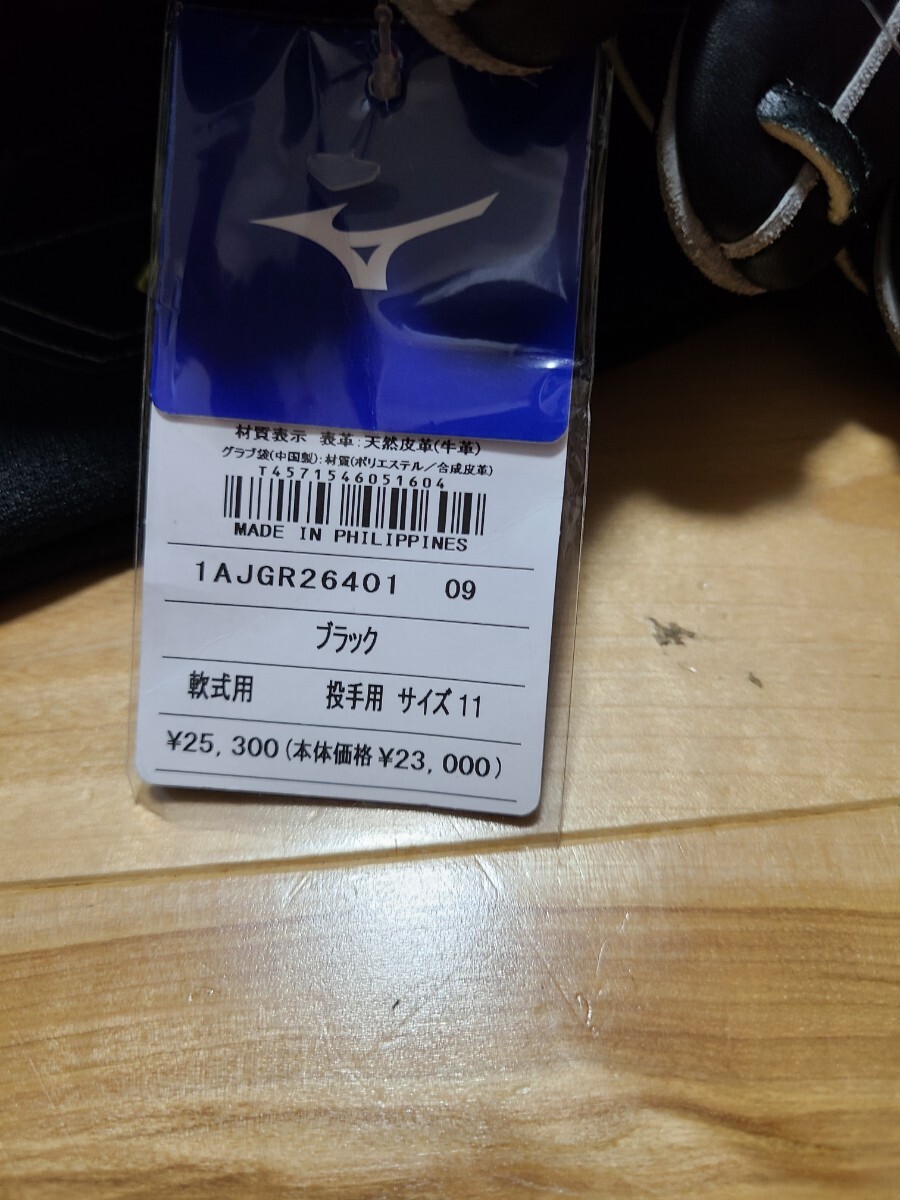 材質表示 表革:天然皮革(牛革)
グラブ袋(中国製):材質(ポリエステル/合成皮革)
T4571546051604
MADE IN PHILIPPINES
1AJGR26401 09
ブラック
軟式用 投手用 サイズ11
¥25,300(本体価格¥23,000)